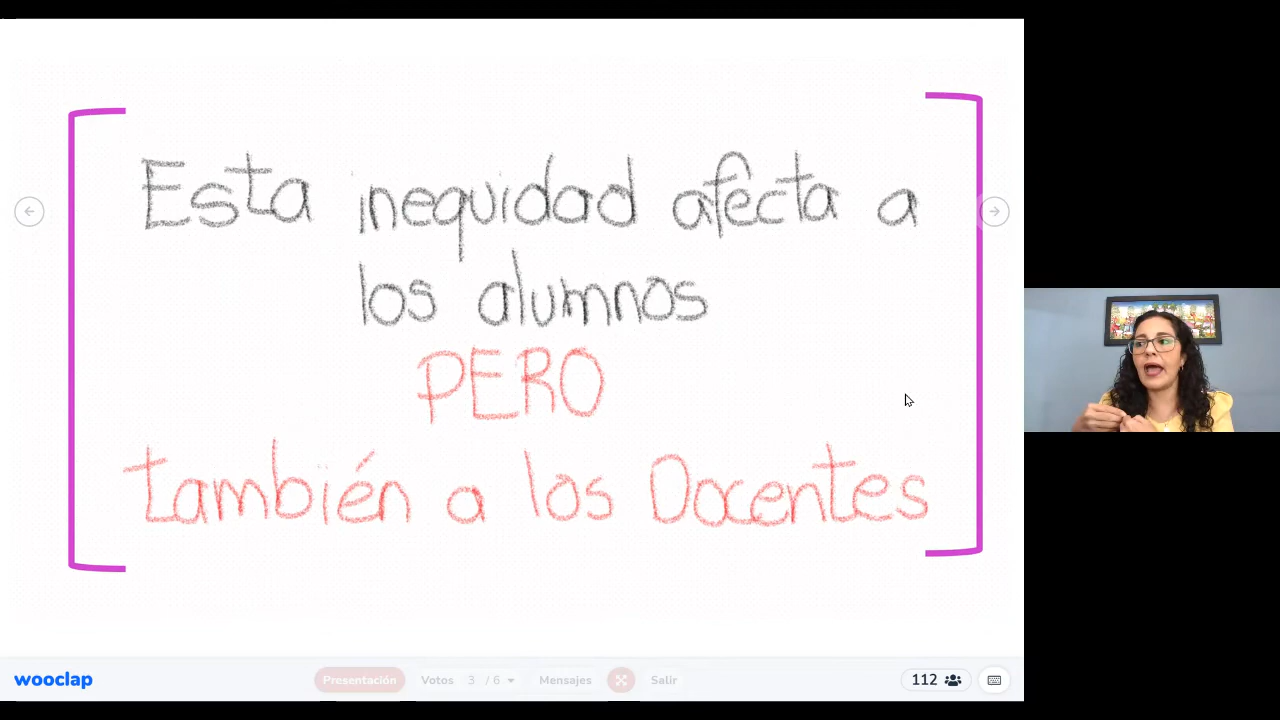 Esta inequidad afecta a
los alumnos
PERO
también a los Docentes
wooclap
Presentación Votos 3 / 6 Mensajes Salir 112